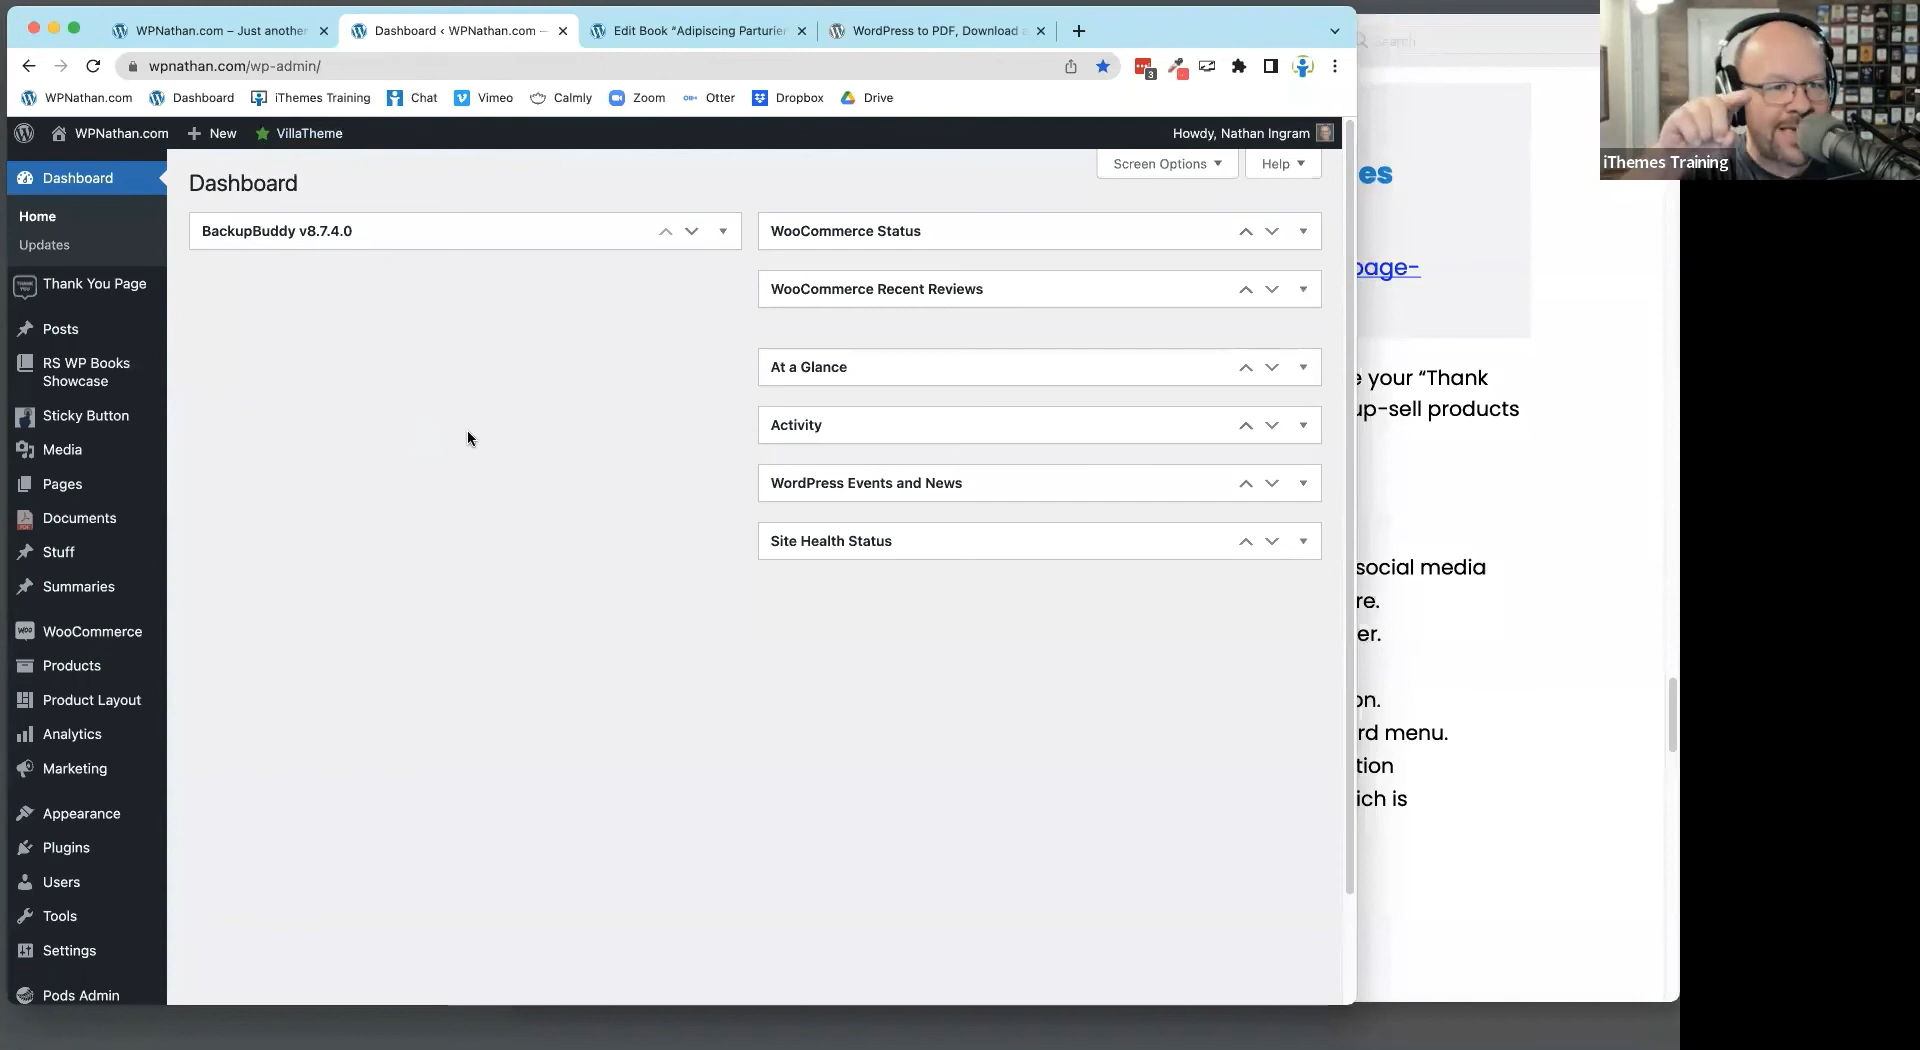 WPNathan.com – Just another
Dashboard ‹ WPNathan.com —
Edit Book “Adipiscing Parturier
WordPress to PDF, Download a
wpnathan.com/wp-admin/
3
WPNathan.com
Dashboard
iThemes Training
Chat
Vimeo
Calmly
Zoom
Otter
Dropbox
Drive
WPNathan.com
New
VillaTheme
Howdy, Nathan Ingram
Dashboard
Home
Updates
Thank You Page
Posts
RS WP Books
Showcase
Sticky Button
Media
Pages
Documents
Stuff
Summaries
WooCommerce
Products
Product Layout
Analytics
Marketing
Appearance
Plugins
Users
Tools
Settings
Pods Admin
Screen Options
Help
Dashboard
BackupBuddy v8.7.4.0
WooCommerce Status
WooCommerce Recent Reviews
At a Glance
Activity
WordPress Events and News
Site Health Status
Search
es
page-
e your “Thank
up-sell products
social media
re.
er.
on.
rd menu.
tion
ich is
iThemes Training